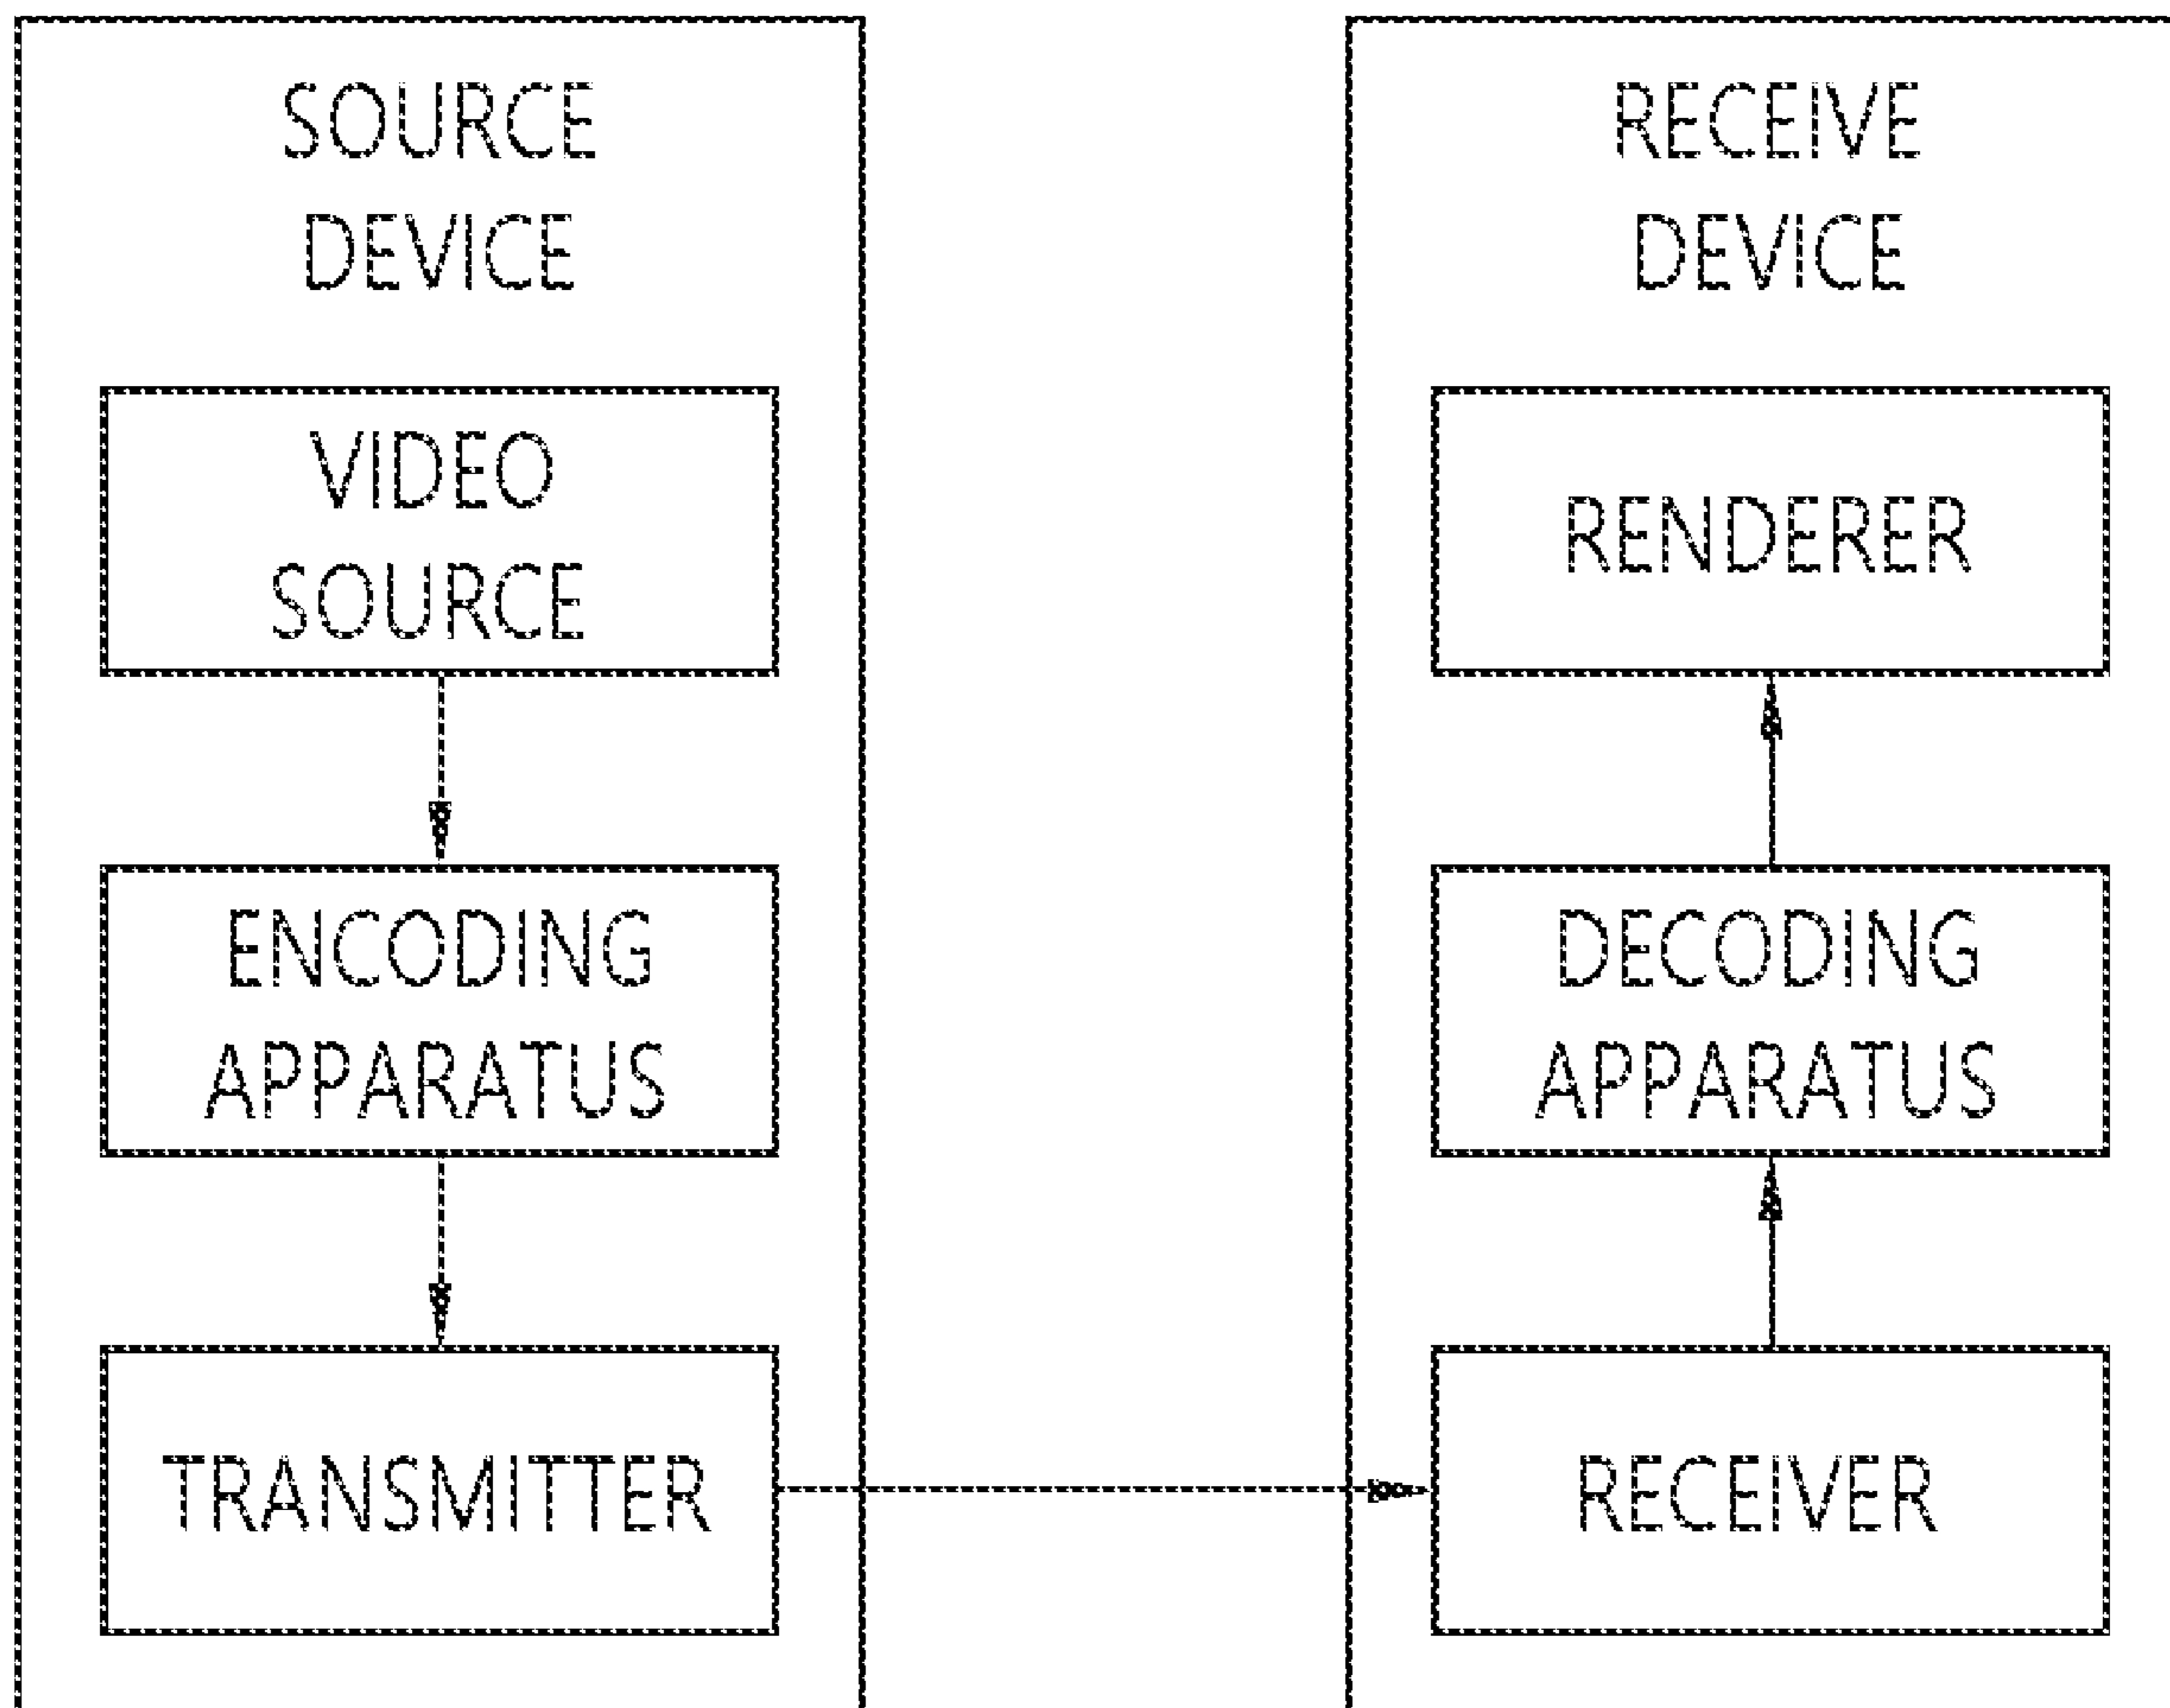 SOURCE
DEVICE
VIDEO
SOURCE
ENCODING
APPARATUS
TRANSMITTER
RECEIVE
DEVICE
RENDERER
DECODING
APPARATUS
RECEIVER